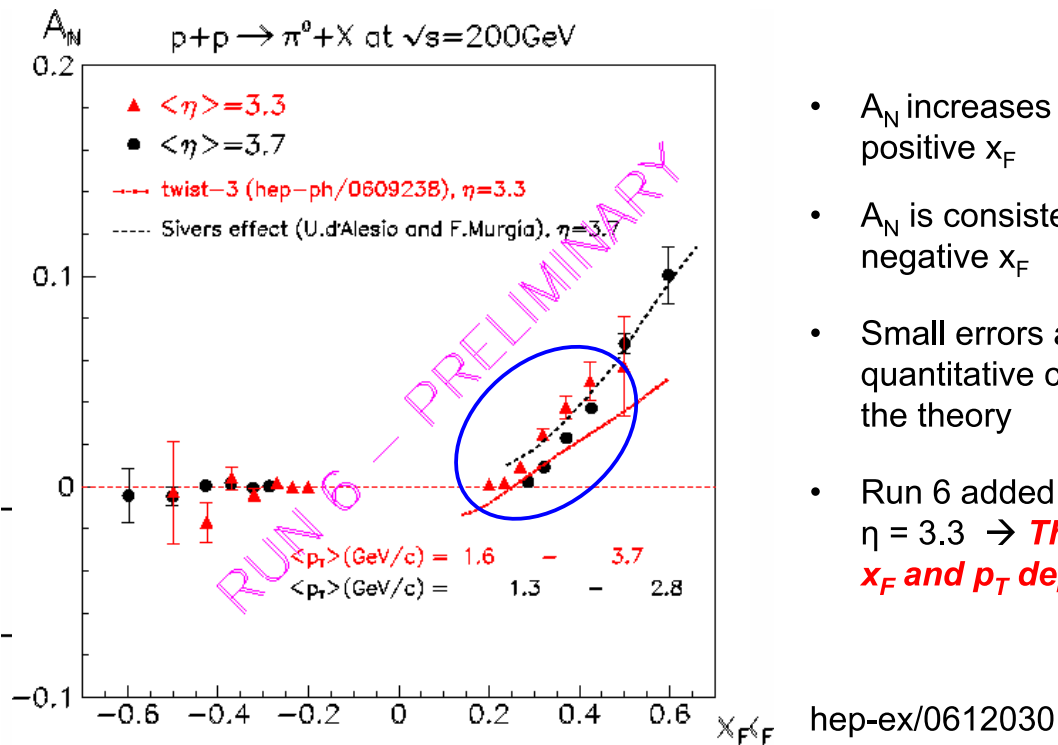 A_N
p+p → π⁰+X at √s=200GeV
0.2
<η>=3.3
<η>=3.7
twist-3 (hep-ph/0609238), η=3.3
Sivers effect (U.d'Alesio and F.Murgia), η=3.7
0.1
0
-0.1
RUN 6 - PRELIMINARY
<p_T>(GeV/c) = 1.6 - 3.7
<p_T>(GeV/c) = 1.3 - 2.8
-0.6 -0.4 -0.2 0 0.2 0.4 0.6
x_F
• A_N increases
positive x_F
• A_N is consiste
negative x_F
• Small errors a
quantitative c
the theory
• Run 6 added
η = 3.3 → Th
x_F and p_T dep
hep-ex/0612030